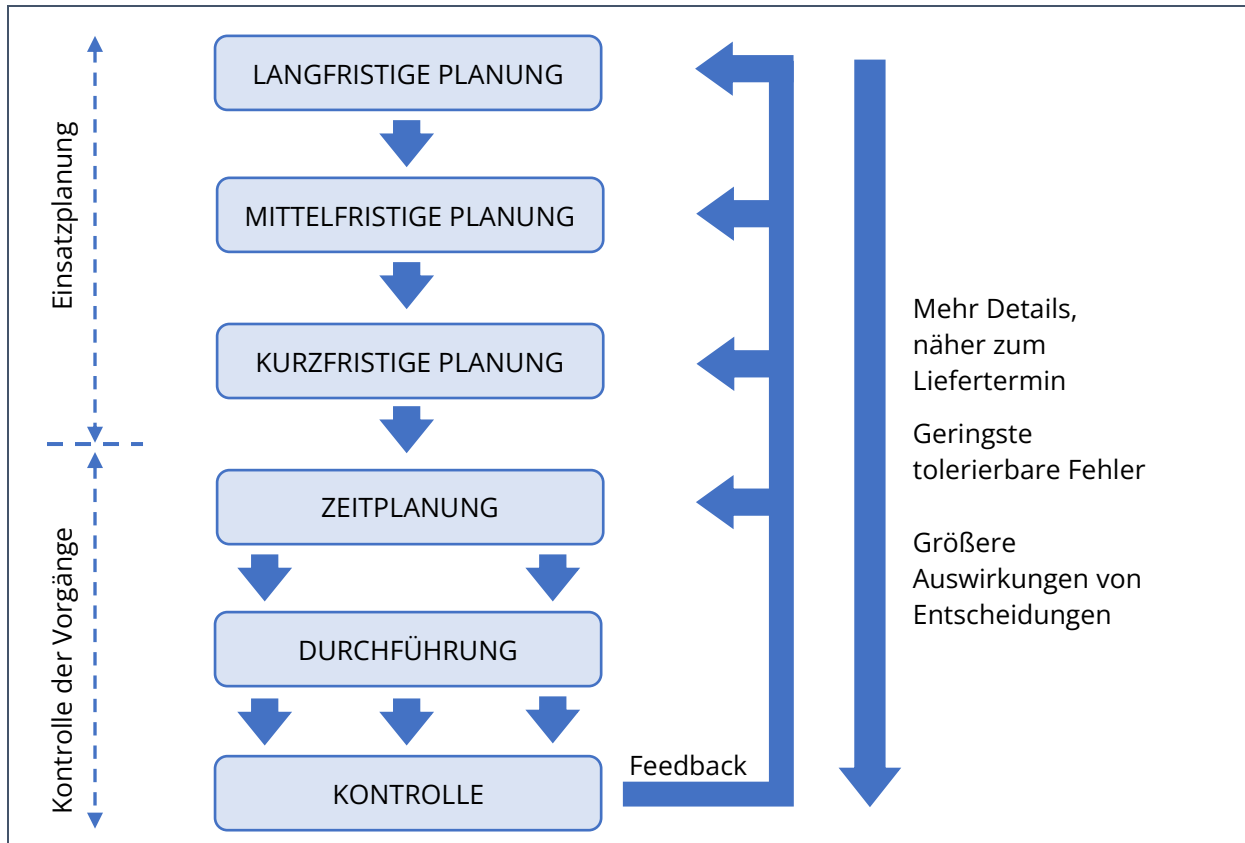 LANGFRISTIGE PLANUNG
MITTELFRISTIGE PLANUNG
KURZFRISTIGE PLANUNG
ZEITPLANUNG
DURCHFÜHRUNG
KONTROLLE
Einsatzplanung
Kontrolle der Vorgänge
Feedback
Mehr Details,
näher zum
Liefertermin
Geringste
tolerierbare Fehler
Größere
Auswirkungen von
Entscheidungen